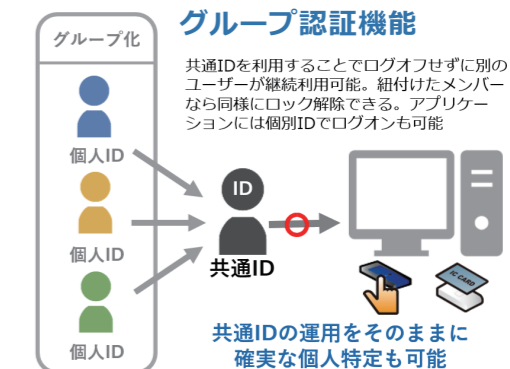 グループ認証機能
グループ化
共通IDを利用することでログオフせずに別の
ユーザーが継続利用可能。紐付けたメンバー
なら同様にロック解除できる。アプリケー
ションには個別IDでログオンも可能
個人ID
個人ID
個人ID
ID
共通ID
IC CARD
共通IDの運用をそのままに
確実な個人特定も可能